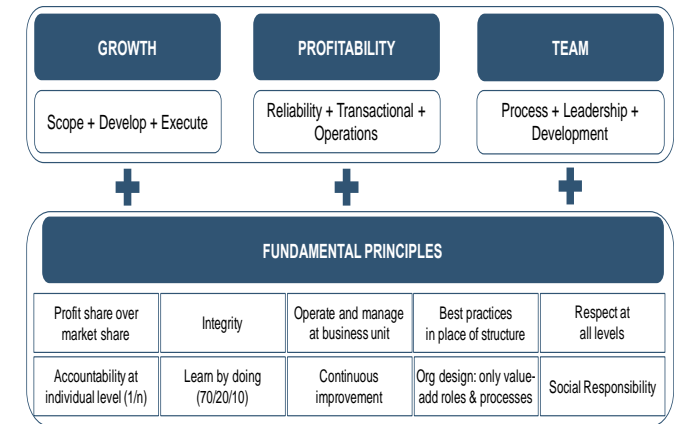 GROWTH
PROFITABILITY
TEAM
Scope + Develop + Execute
Reliability + Transactional +
Operations
Process + Leadership +
Development
FUNDAMENTAL PRINCIPLES
Profit share over
market share
Integrity
Operate and manage
at business unit
Best practices
in place of structure
Respect at
all levels
Accountability at
individual level (1/n)
Learn by doing
(70/20/10)
Continuous
improvement
Org design: only value-
add roles & processes
Social Responsibility